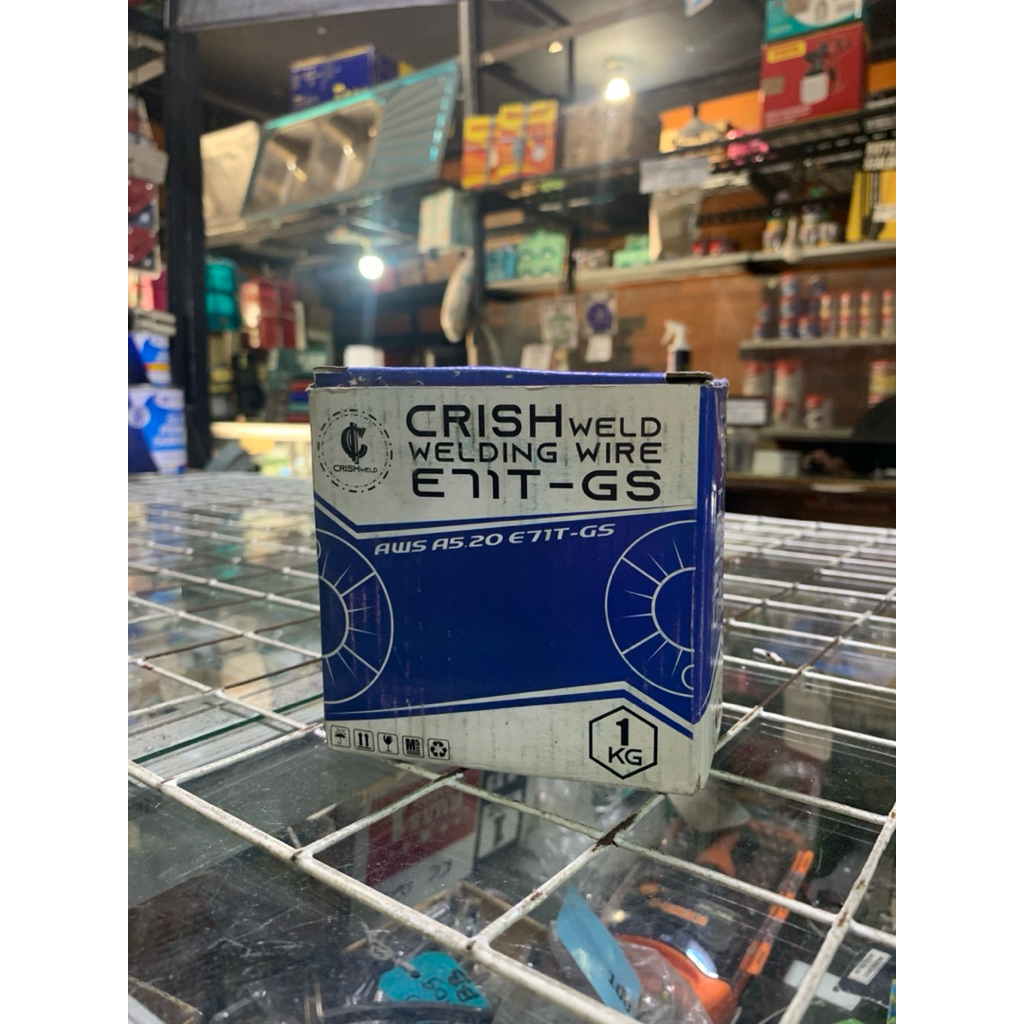 CRISHWELD
CRISH WELD
WELDING WIRE
E71T-GS
AWS A5.20 E71T-GS
1
KG